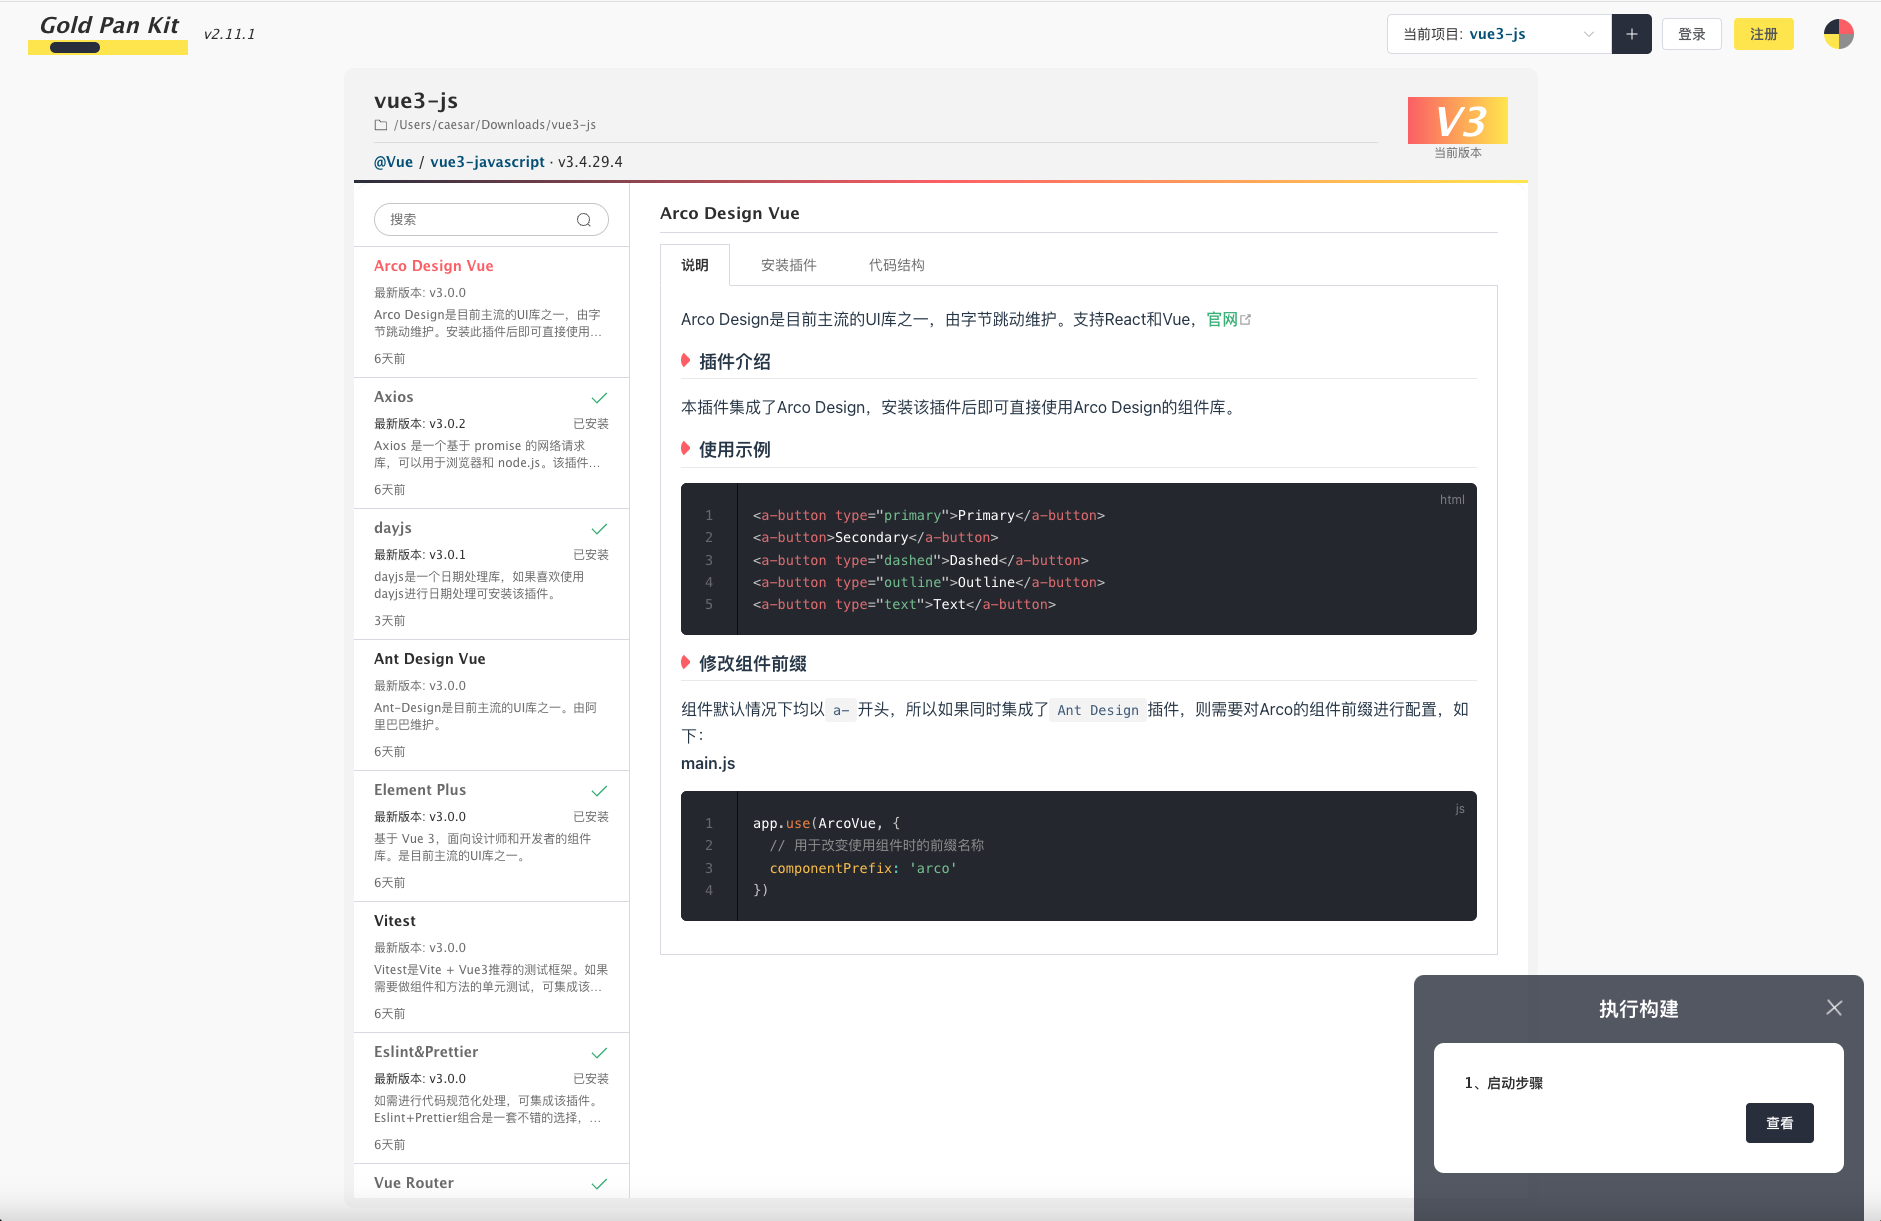 Gold Pan Kit
v2.11.1
当前项目: vue3-js
+
登录
注册
vue3-js
/Users/caesar/Downloads/vue3-js
@Vue / vue3-javascript · v3.4.29.4
V3
当前版本
搜索
Arco Design Vue
最新版本: v3.0.0
Arco Design是目前主流的UI库之一，由字
节跳动维护。安装此插件后即可直接使用...
6天前
Axios
最新版本: v3.0.2
已安装
Axios 是一个基于 promise 的网络请求
库，可以用于浏览器和 node.js。该插件...
6天前
dayjs
最新版本: v3.0.1
已安装
dayjs是一个日期处理库，如果喜欢使用
dayjs进行日期处理可安装该插件。
3天前
Ant Design Vue
最新版本: v3.0.0
Ant-Design是目前主流的UI库之一。由阿
里巴巴维护。
6天前
Element Plus
最新版本: v3.0.0
已安装
基于 Vue 3，面向设计师和开发者的组件
库。是目前主流的UI库之一。
6天前
Vitest
最新版本: v3.0.0
Vitest是Vite + Vue3推荐的测试框架。如果
需要做组件和方法的单元测试，可集成该...
6天前
Eslint&Prettier
最新版本: v3.0.0
已安装
如需进行代码规范化处理，可集成该插件。
Eslint+Prettier组合是一套不错的选择，...
6天前
Vue Router
Arco Design Vue
说明
安装插件
代码结构
Arco Design是目前主流的UI库之一，由字节跳动维护。支持React和Vue，官网
插件介绍
本插件集成了Arco Design，安装该插件后即可直接使用Arco Design的组件库。
使用示例
html
1 <a-button type="primary">Primary</a-button>
2 <a-button>Secondary</a-button>
3 <a-button type="dashed">Dashed</a-button>
4 <a-button type="outline">Outline</a-button>
5 <a-button type="text">Text</a-button>
修改组件前缀
组件默认情况下均以 a- 开头，所以如果同时集成了 Ant Design 插件，则需要对Arco的组件前缀进行配置，如
下：
main.js
js
1 app.use(ArcoVue, {
2 // 用于改变使用组件时的前缀名称
3 componentPrefix: 'arco'
4 })
执行构建
1、启动步骤
查看